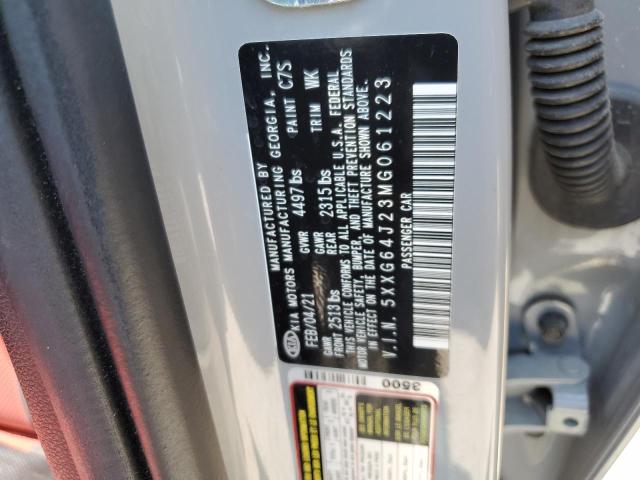 MANUFACTURED BY
KIA MOTORS MANUFACTURING GEORGIA. INC.
FEB/04/21 GVWR 4497 lbs PAINT C7S
GAWR FRONT 2513 lbs GAWR REAR 2315 lbs TRIM WK
THIS VEHICLE CONFORMS TO ALL APPLICABLE U.S.A. FEDERAL
MOTOR VEHICLE SAFETY, BUMPER, AND THEFT PREVENTION STANDARDS
IN EFFECT ON THE DATE OF MANUFACTURE SHOWN ABOVE.
V.I.N. 5XXG64J23MG061223
PASSENGER CAR
KIA
3500